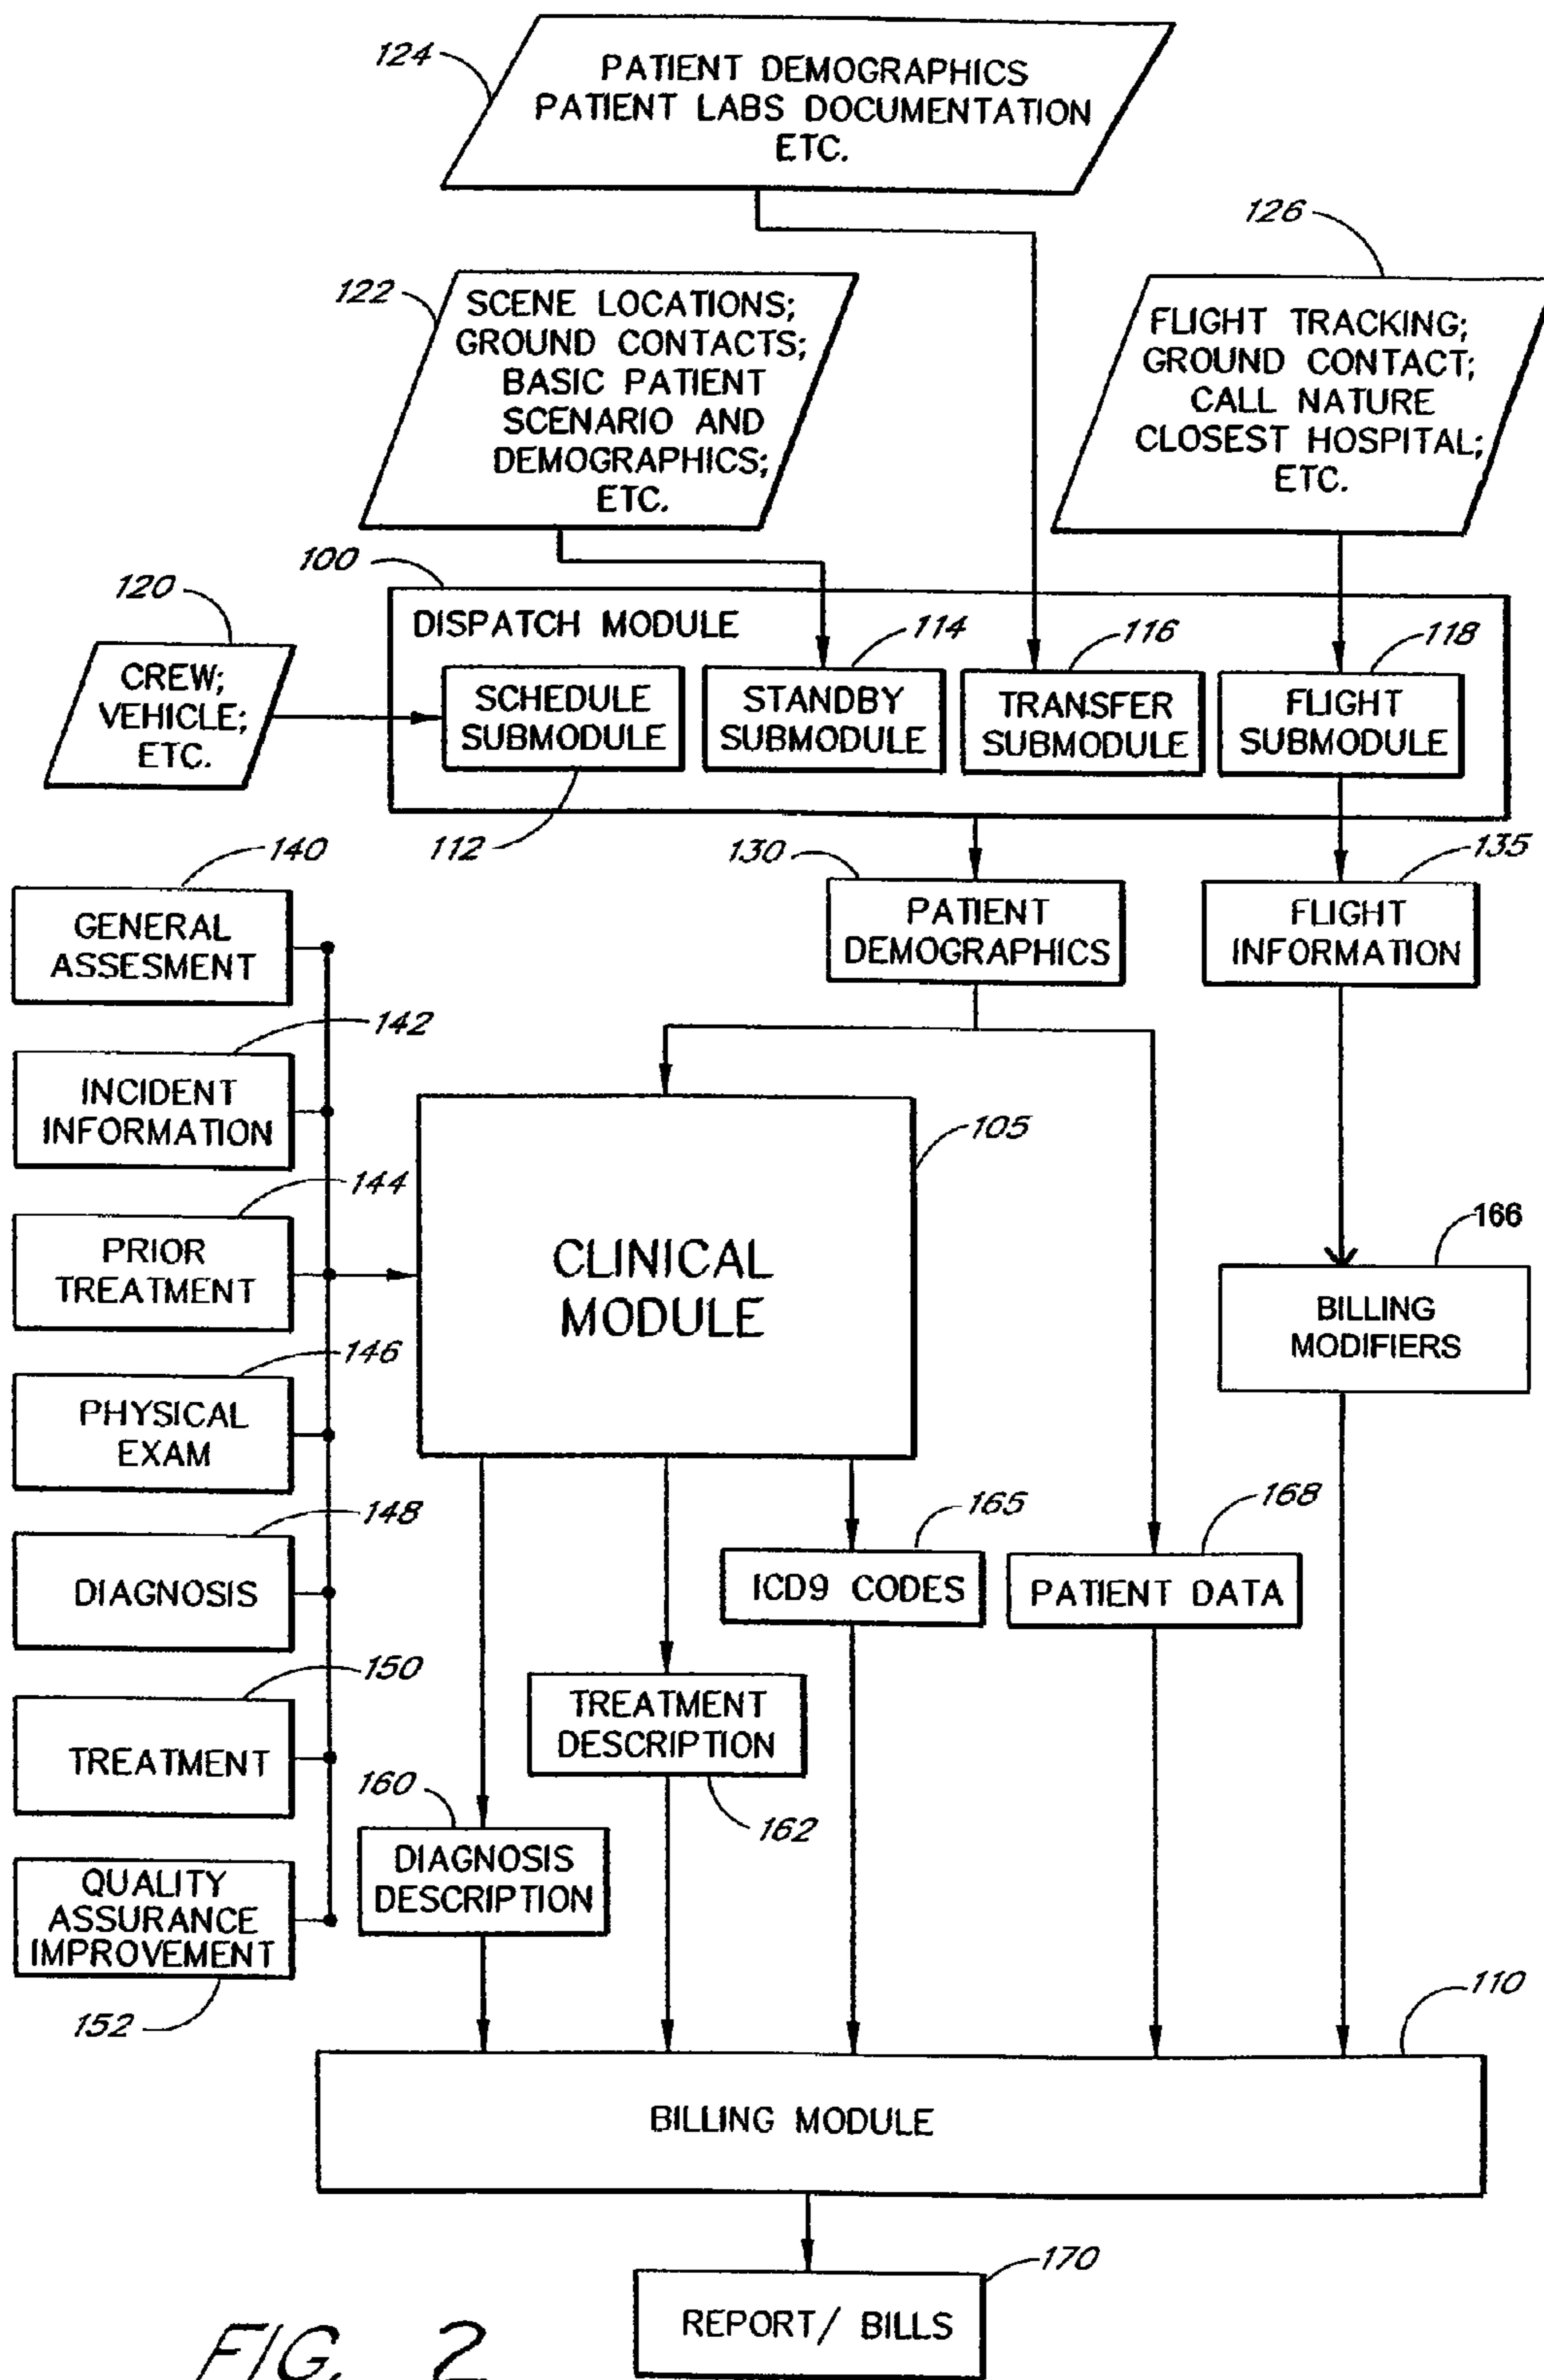 124
PATIENT DEMOGRAPHICS
PATIENT LABS DOCUMENTATION
ETC.
126
122
SCENE LOCATIONS;
GROUND CONTACTS;
BASIC PATIENT
SCENARIO AND
DEMOGRAPHICS;
ETC.
FLIGHT TRACKING;
GROUND CONTACT;
CALL NATURE
CLOSEST HOSPITAL;
ETC.
100
120
CREW;
VEHICLE;
ETC.
DISPATCH MODULE
114
116
118
SCHEDULE
SUBMODULE
STANDBY
SUBMODULE
TRANSFER
SUBMODULE
FLIGHT
SUBMODULE
112
130
135
PATIENT
DEMOGRAPHICS
FLIGHT
INFORMATION
140
GENERAL
ASSESMENT
142
INCIDENT
INFORMATION
144
PRIOR
TREATMENT
146
PHYSICAL
EXAM
148
DIAGNOSIS
150
TREATMENT
QUALITY
ASSURANCE
IMPROVEMENT
152
105
CLINICAL
MODULE
166
BILLING
MODIFIERS
165
ICD9 CODES
168
PATIENT DATA
TREATMENT
DESCRIPTION
162
160
DIAGNOSIS
DESCRIPTION
110
BILLING MODULE
170
REPORT/ BILLS
FIG. 2